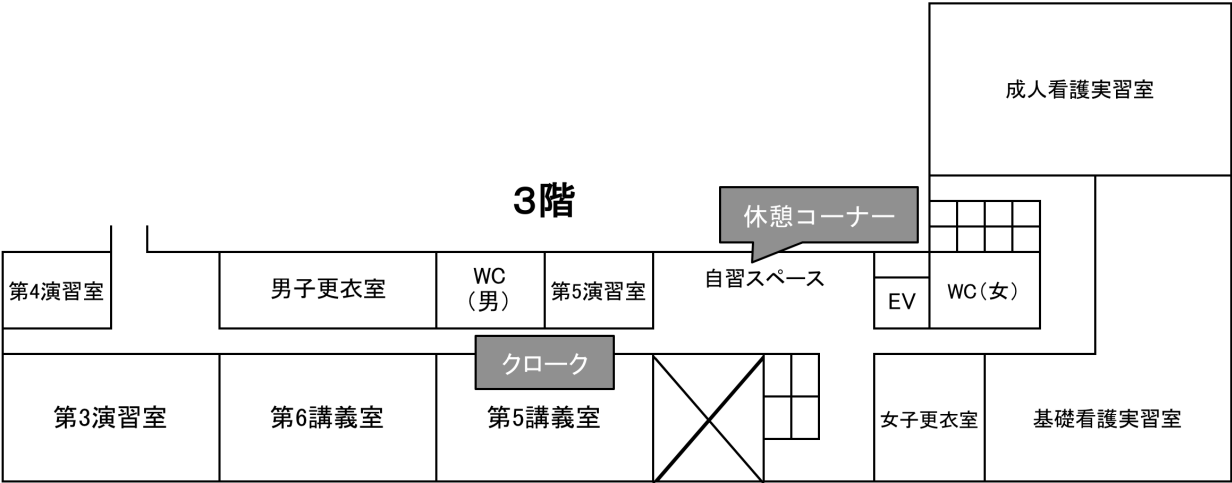 成人看護実習室
3階
休憩コーナー
第4演習室
男子更衣室
WC
（男）
第5演習室
自習スペース
EV
WC（女）
クローク
第3演習室
第6講義室
第5講義室
女子更衣室
基礎看護実習室